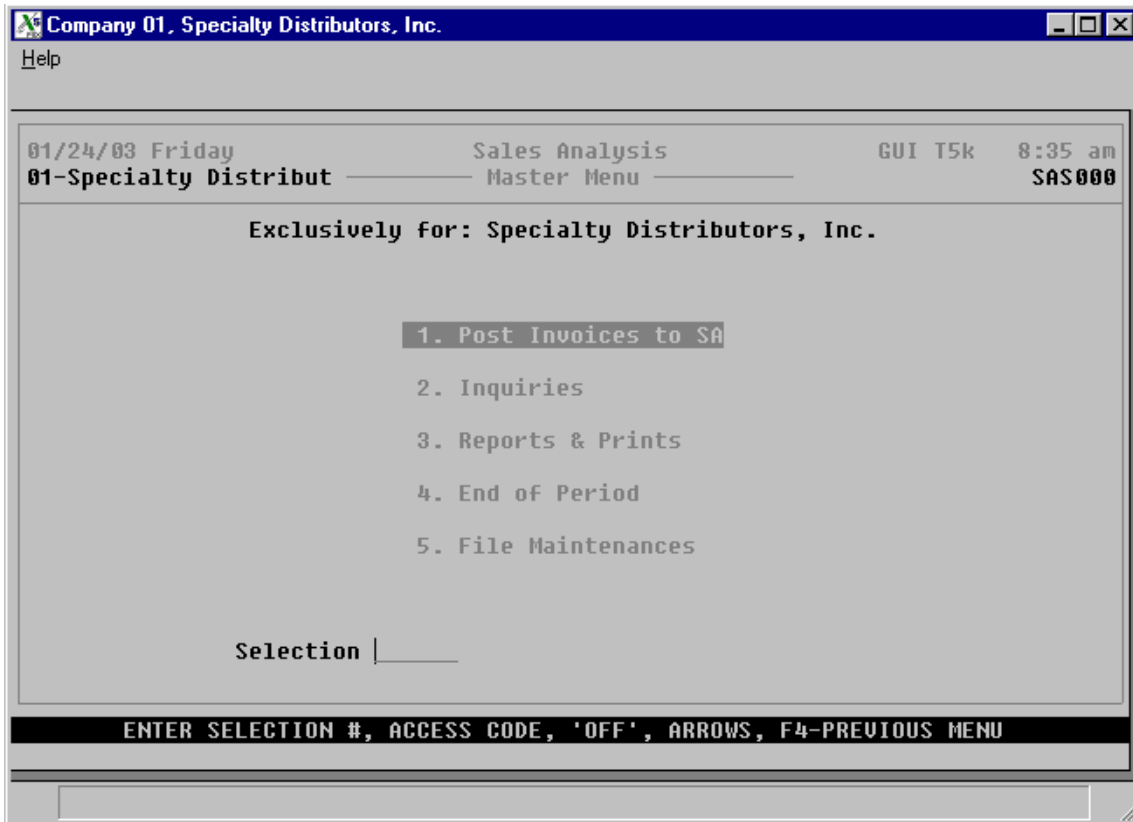 Company 01, Specialty Distributors, Inc.
Help
01/24/03 Friday Sales Analysis GUI T5k 8:35 am
01-Specialty Distribut Master Menu SAS000
Exclusively for: Specialty Distributors, Inc.
1. Post Invoices to SA
2. Inquiries
3. Reports & Prints
4. End of Period
5. File Maintenances
Selection
ENTER SELECTION #, ACCESS CODE, 'OFF', ARROWS, F4-PREVIOUS MENU